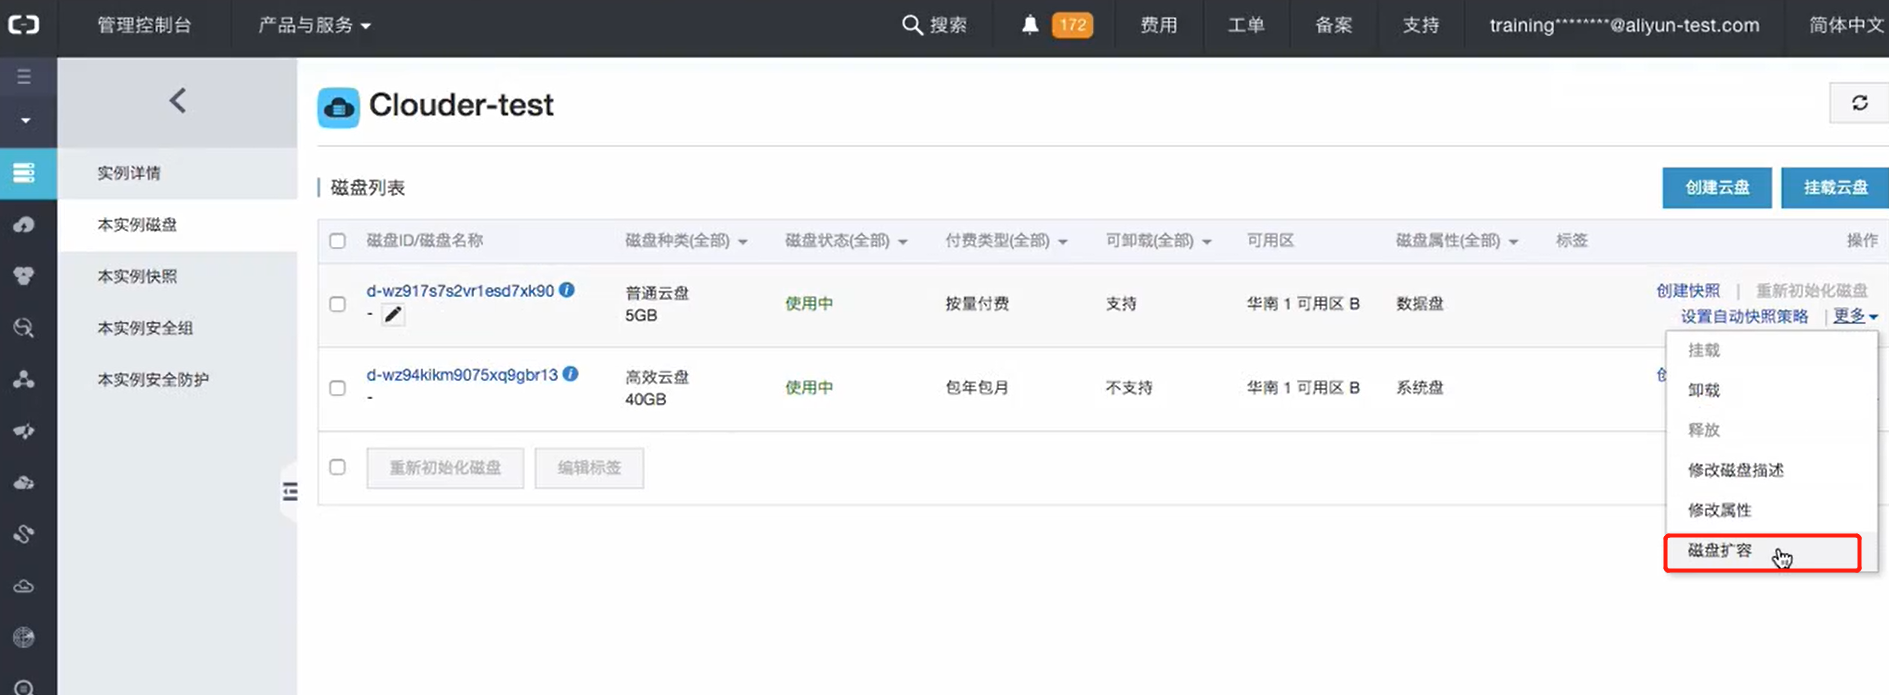 管理控制台 产品与服务 搜索 172 费用 工单 备案 支持 training********@aliyun-test.com 简体中文
Clouder-test
实例详情
本实例磁盘
本实例快照
本实例安全组
本实例安全防护
磁盘列表 创建云盘 挂载云盘
磁盘ID/磁盘名称 磁盘种类(全部) 磁盘状态(全部) 付费类型(全部) 可卸载(全部) 可用区 磁盘属性(全部) 标签 操作
d-wz917s7s2vr1esd7xk90 普通云盘 使用中 按量付费 支持 华南 1 可用区 B 数据盘 创建快照 | 重新初始化磁盘
- 5GB 设置自动快照策略 | 更多
d-wz94kikm9075xq9gbr13 高效云盘 使用中 包年包月 不支持 华南 1 可用区 B 系统盘
- 40GB
重新初始化磁盘 编辑标签
挂载
卸载
释放
修改磁盘描述
修改属性
磁盘扩容